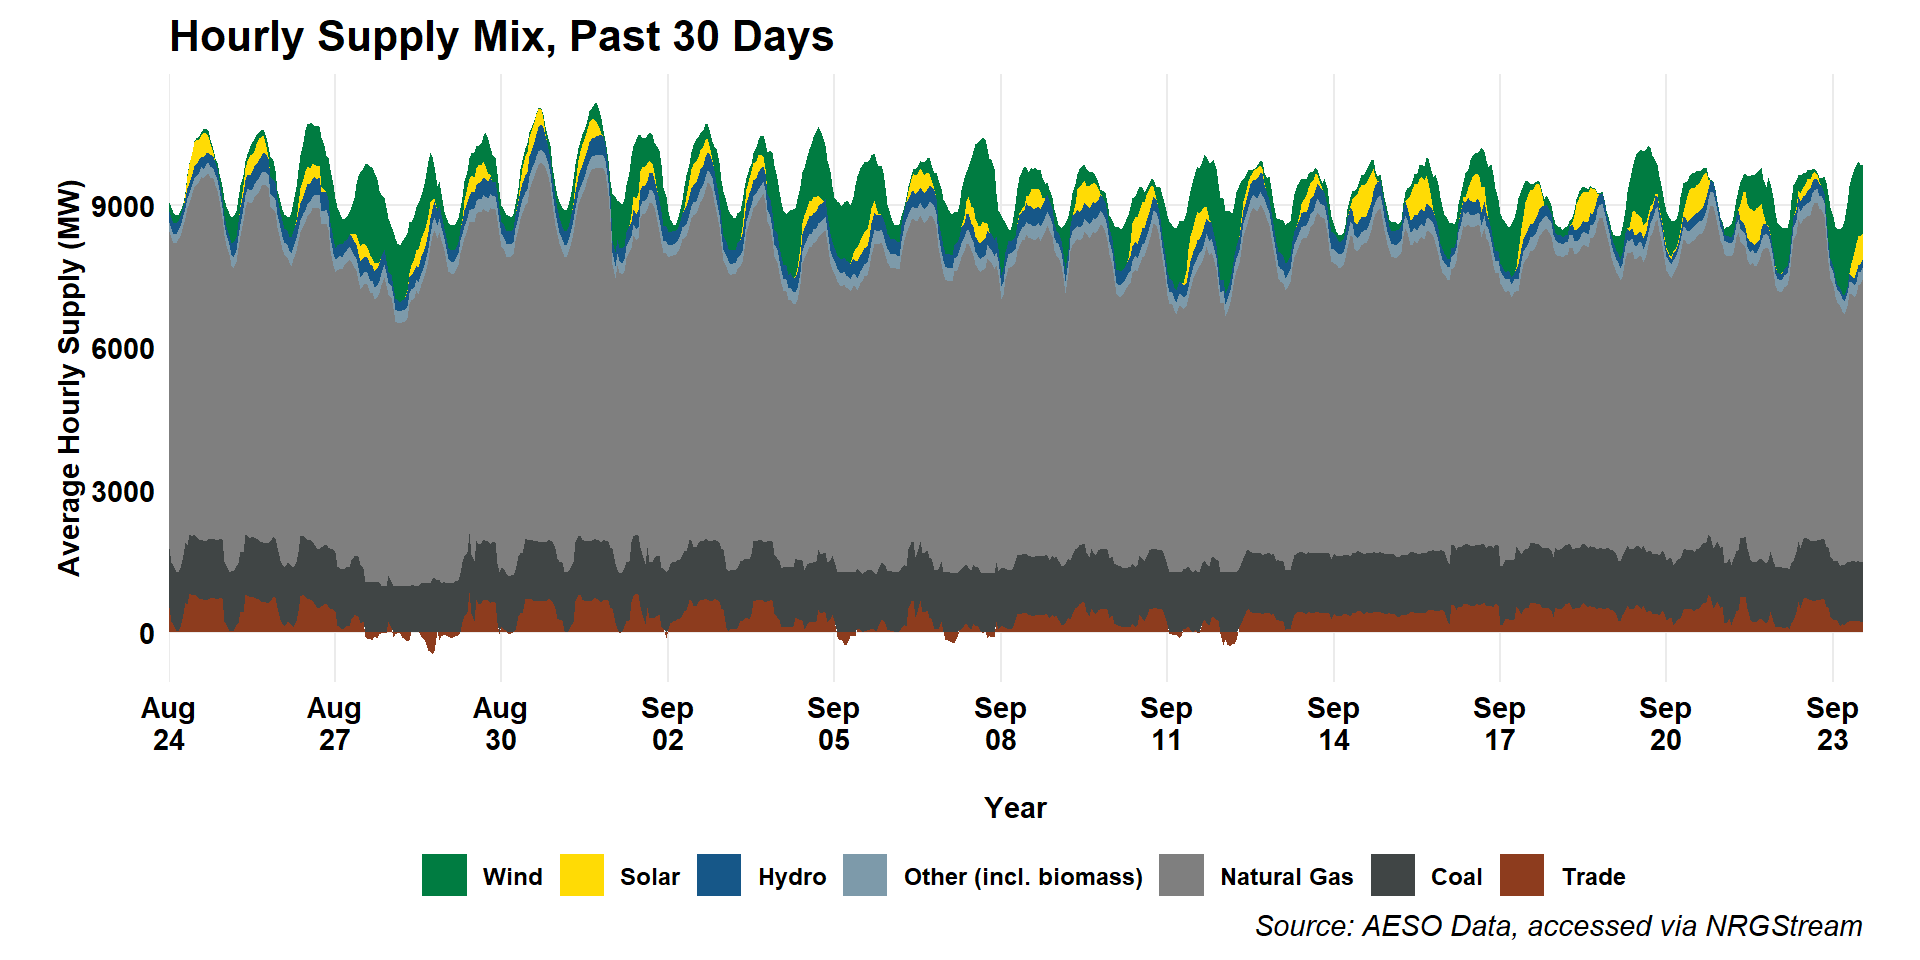 Hourly Supply Mix, Past 30 Days
Average Hourly Supply (MW)
9000
6000
3000
0
Aug 24
Aug 27
Aug 30
Sep 02
Sep 05
Sep 08
Sep 11
Sep 14
Sep 17
Sep 20
Sep 23
Year
Wind Solar Hydro Other (incl. biomass) Natural Gas Coal Trade
Source: AESO Data, accessed via NRGStream